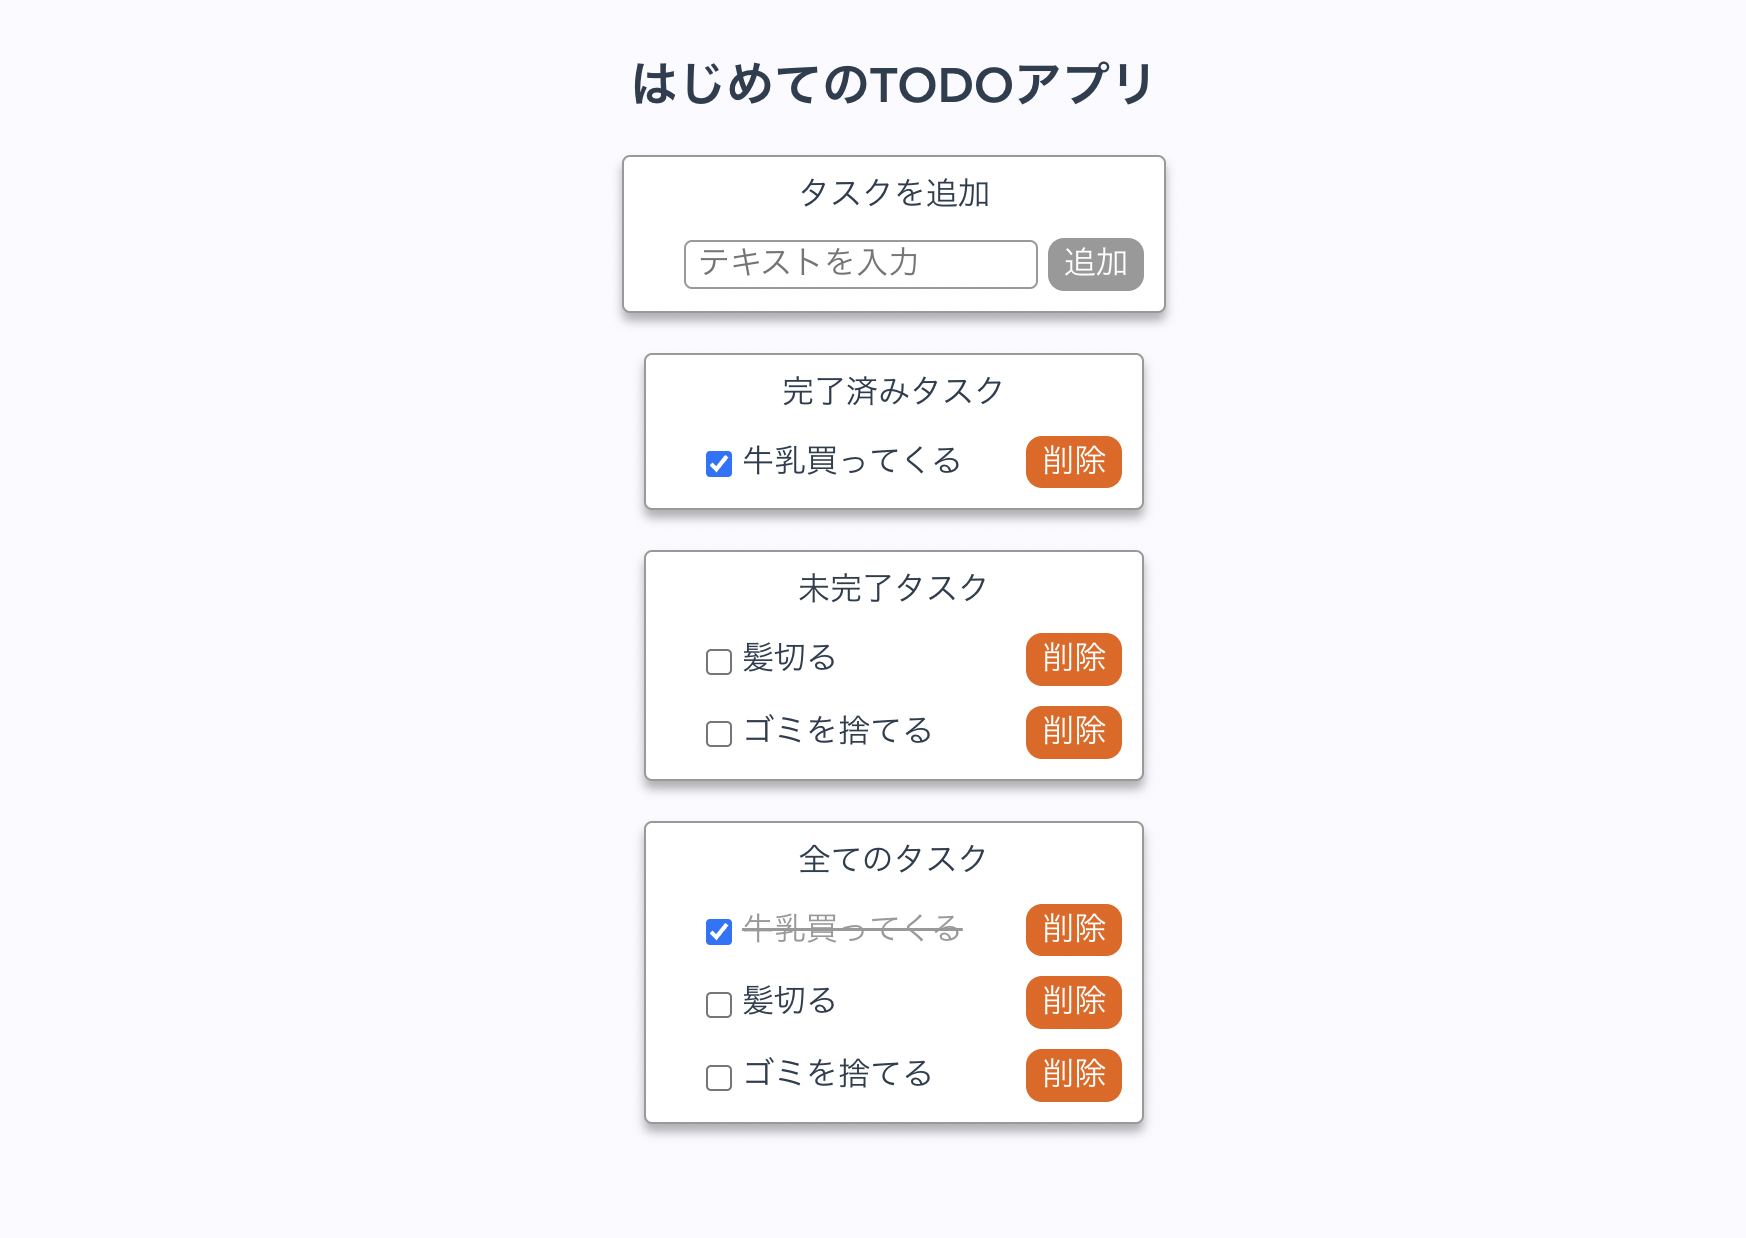 はじめてのTODOアプリ
タスクを追加
テキストを入力 追加
完了済みタスク
牛乳買ってくる 削除
未完了タスク
髪切る 削除
ゴミを捨てる 削除
全てのタスク
牛乳買ってくる 削除
髪切る 削除
ゴミを捨てる 削除